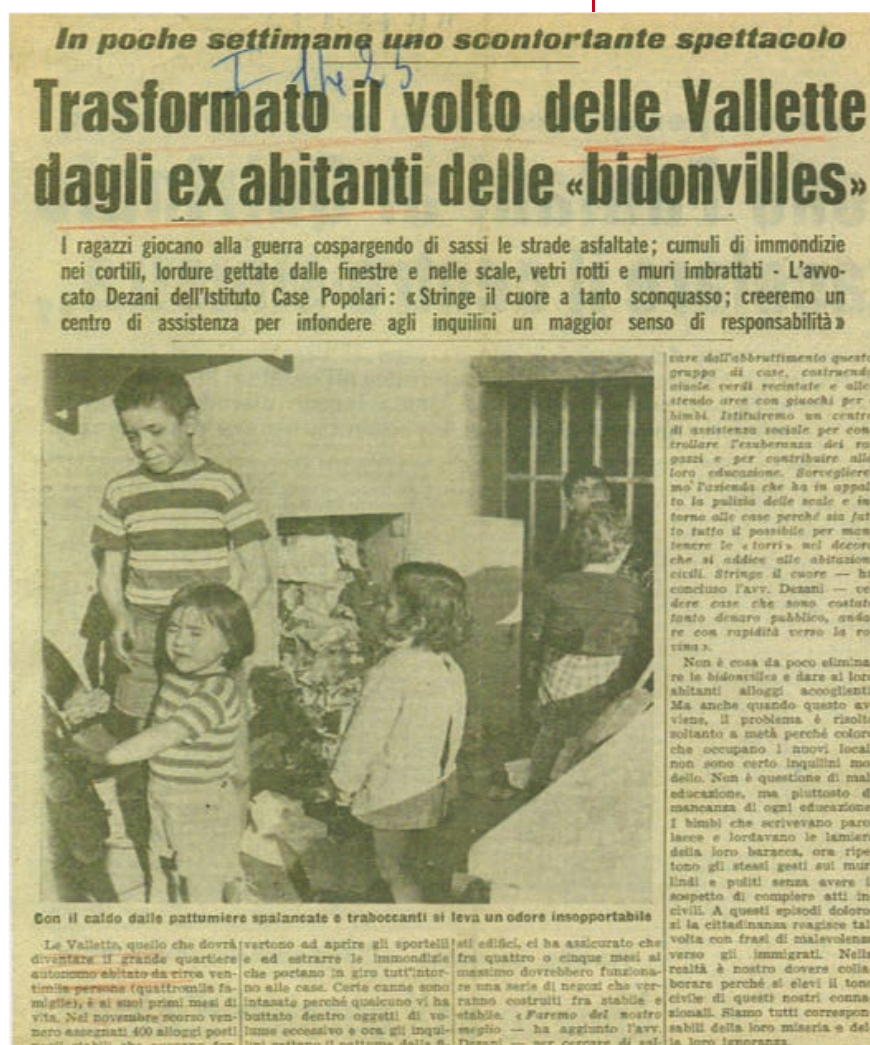 In poche settimane uno sconfortante spettacolo
Trasformato il volto delle Vallette
dagli ex abitanti delle «bidonvilles»
I ragazzi giocano alla guerra cospargendo di sassi le strade asfaltate; cumuli di immondizie
nei cortili, lordure gettate dalle finestre e nelle scale, vetri rotti e muri imbrattati - L'avvo-
cato Dezani dell'Istituto Case Popolari: «Stringe il cuore a tanto sconquasso; creeremo un
centro di assistenza per infondere agli inquilini un maggior senso di responsabilità»
Con il caldo dalle pattumiere spalancate e traboccanti si leva un odore insopportabile
Le Vallette, quello che dovrà
diventare il grande quartiere
autonomo abitato da circa ven-
timila persone (quattromila fa-
miglie), è ai suoi primi mesi di
vita. Nel novembre scorso ven-
nero assegnati 400 alloggi posti
vertono ad aprire gli sportelli
e ad estrarre le immondizie
che portano in giro tutt'intor-
no alle case. Certe canne sono
intasate perché qualcuno vi ha
buttato dentro oggetti di vo-
lume eccessivo e ora gli inqui-
sti edifici, ci ha assicurato che
fra quattro o cinque mesi al
massimo dovrebbero funziona-
re una serie di negozi che ver-
ranno costruiti fra stabile e
stabile. «Faremo del nostro
meglio — ha aggiunto l'avv.
Dezani — per cercare di sal-
vare dall'abbruttimento questo
gruppo di case, costruendo
aiuole verdi recintate e alle-
stendo aree con giuochi per i
bimbi. Istituiremo un centro
di assistenza sociale per con
trollare l'esuberanza dei ra
gazzi e per contribuire alla
loro educazione. Sorvegliere
mo l'azienda che ha in appal
to la pulizia delle scale e in
torno alle case perché sia fat
to tutto il possibile per man
tenere le «torri» nel decoro
che si addice alle abitazion
civili. Stringe il cuore — ha
concluso l'avv. Dezani — ve
dere case che sono costate
tanto denaro pubblico, anda
re con rapidità verso la ro
vina».
Non è cosa da poco elimina
re le bidonvilles e dare ai loro
abitanti alloggi accoglienti
Ma anche quando questo av
viene, il problema è risolto
soltanto a metà perché coloro
che occupano i nuovi local
non sono certo inquilini mo
dello. Non è questione di mal
educazione, ma piuttosto di
mancanza di ogni educazione
I bimbi che scrivevano paro
lacce e lordavano le lamier
della loro baracca, ora ripe
tono gli stessi gesti sui mur
lindi e puliti senza avere i
sospetto di compiere atti in
civili. A questi episodi doloro
si la cittadinanza reagisce tal
volta con frasi di malevolenza
verso gli immigrati. Nella
realtà è nostro dovere colla
borare perché si elevi il tono
civile di questi nostri conna
zionali. Siamo tutti correspon
sabili della loro miseria e del
la loro ignoranza.